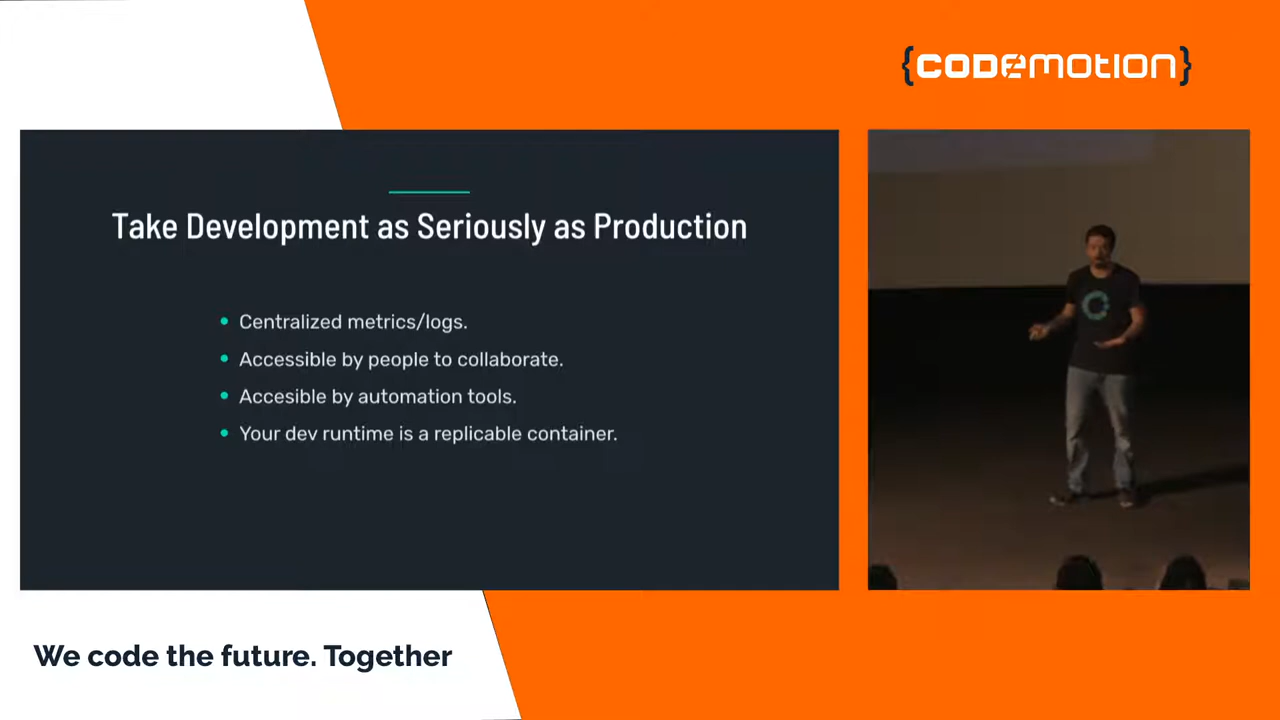 {CODEMOTION}
Take Development as Seriously as Production
Centralized metrics/logs.
Accessible by people to collaborate.
Accesible by automation tools.
Your dev runtime is a replicable container.
We code the future. Together